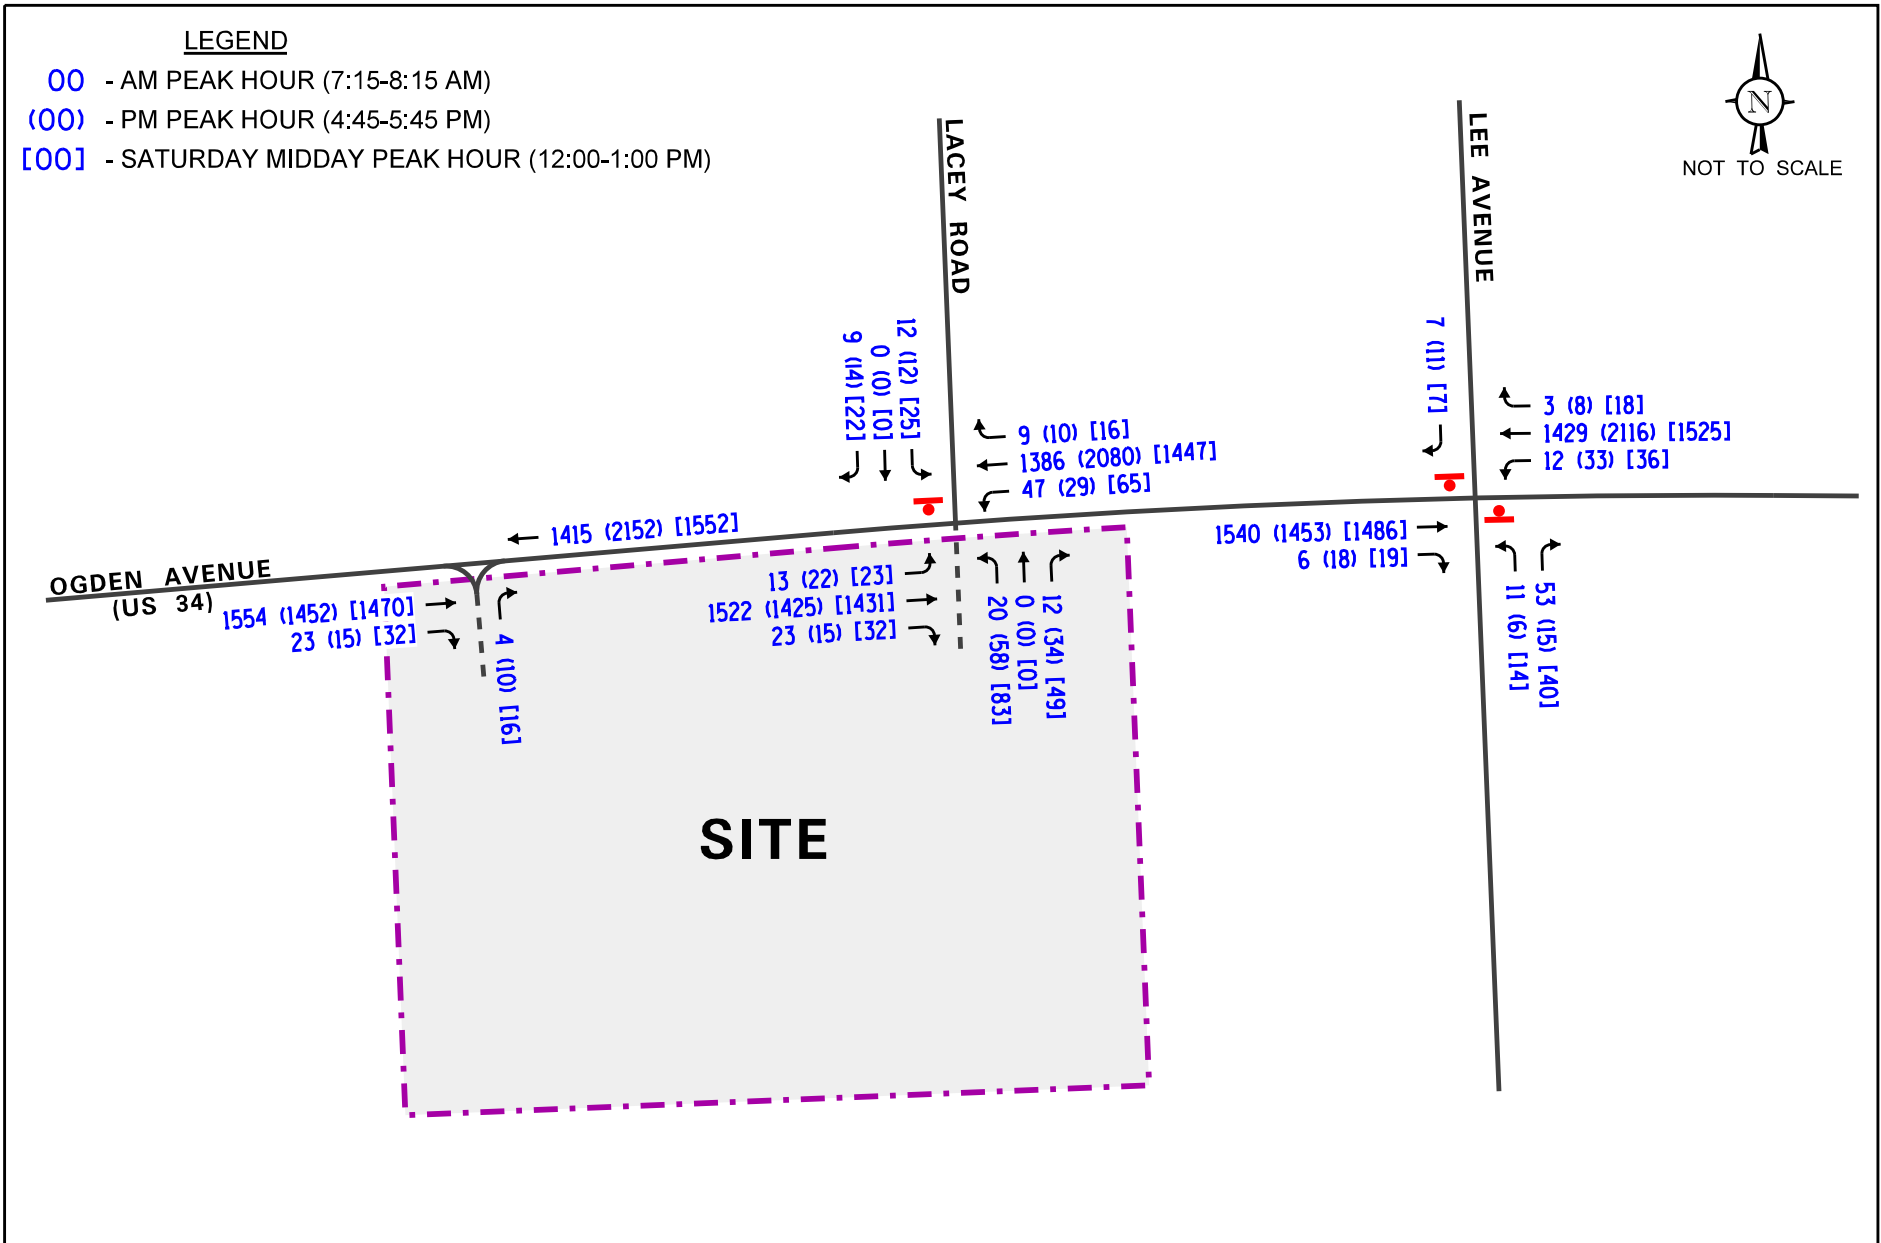 LEGEND
00 - AM PEAK HOUR (7:15-8:15 AM)
(00) - PM PEAK HOUR (4:45-5:45 PM)
[00] - SATURDAY MIDDAY PEAK HOUR (12:00-1:00 PM)
N
NOT TO SCALE
LACEY ROAD
LEE AVENUE
9 (14) [22]
0 (0) [0]
12 (12) [25]
9 (10) [16]
1386 (2080) [1447]
47 (29) [65]
7 (11) [7]
3 (8) [18]
1429 (2116) [1525]
12 (33) [36]
1415 (2152) [1552]
OGDEN AVENUE
(US 34)
1554 (1452) [1470]
23 (15) [32]
4 (10) [16]
13 (22) [23]
1522 (1425) [1431]
23 (15) [32]
20 (58) [83]
0 (0) [0]
12 (34) [49]
1540 (1453) [1486]
6 (18) [19]
11 (6) [14]
53 (15) [40]
SITE